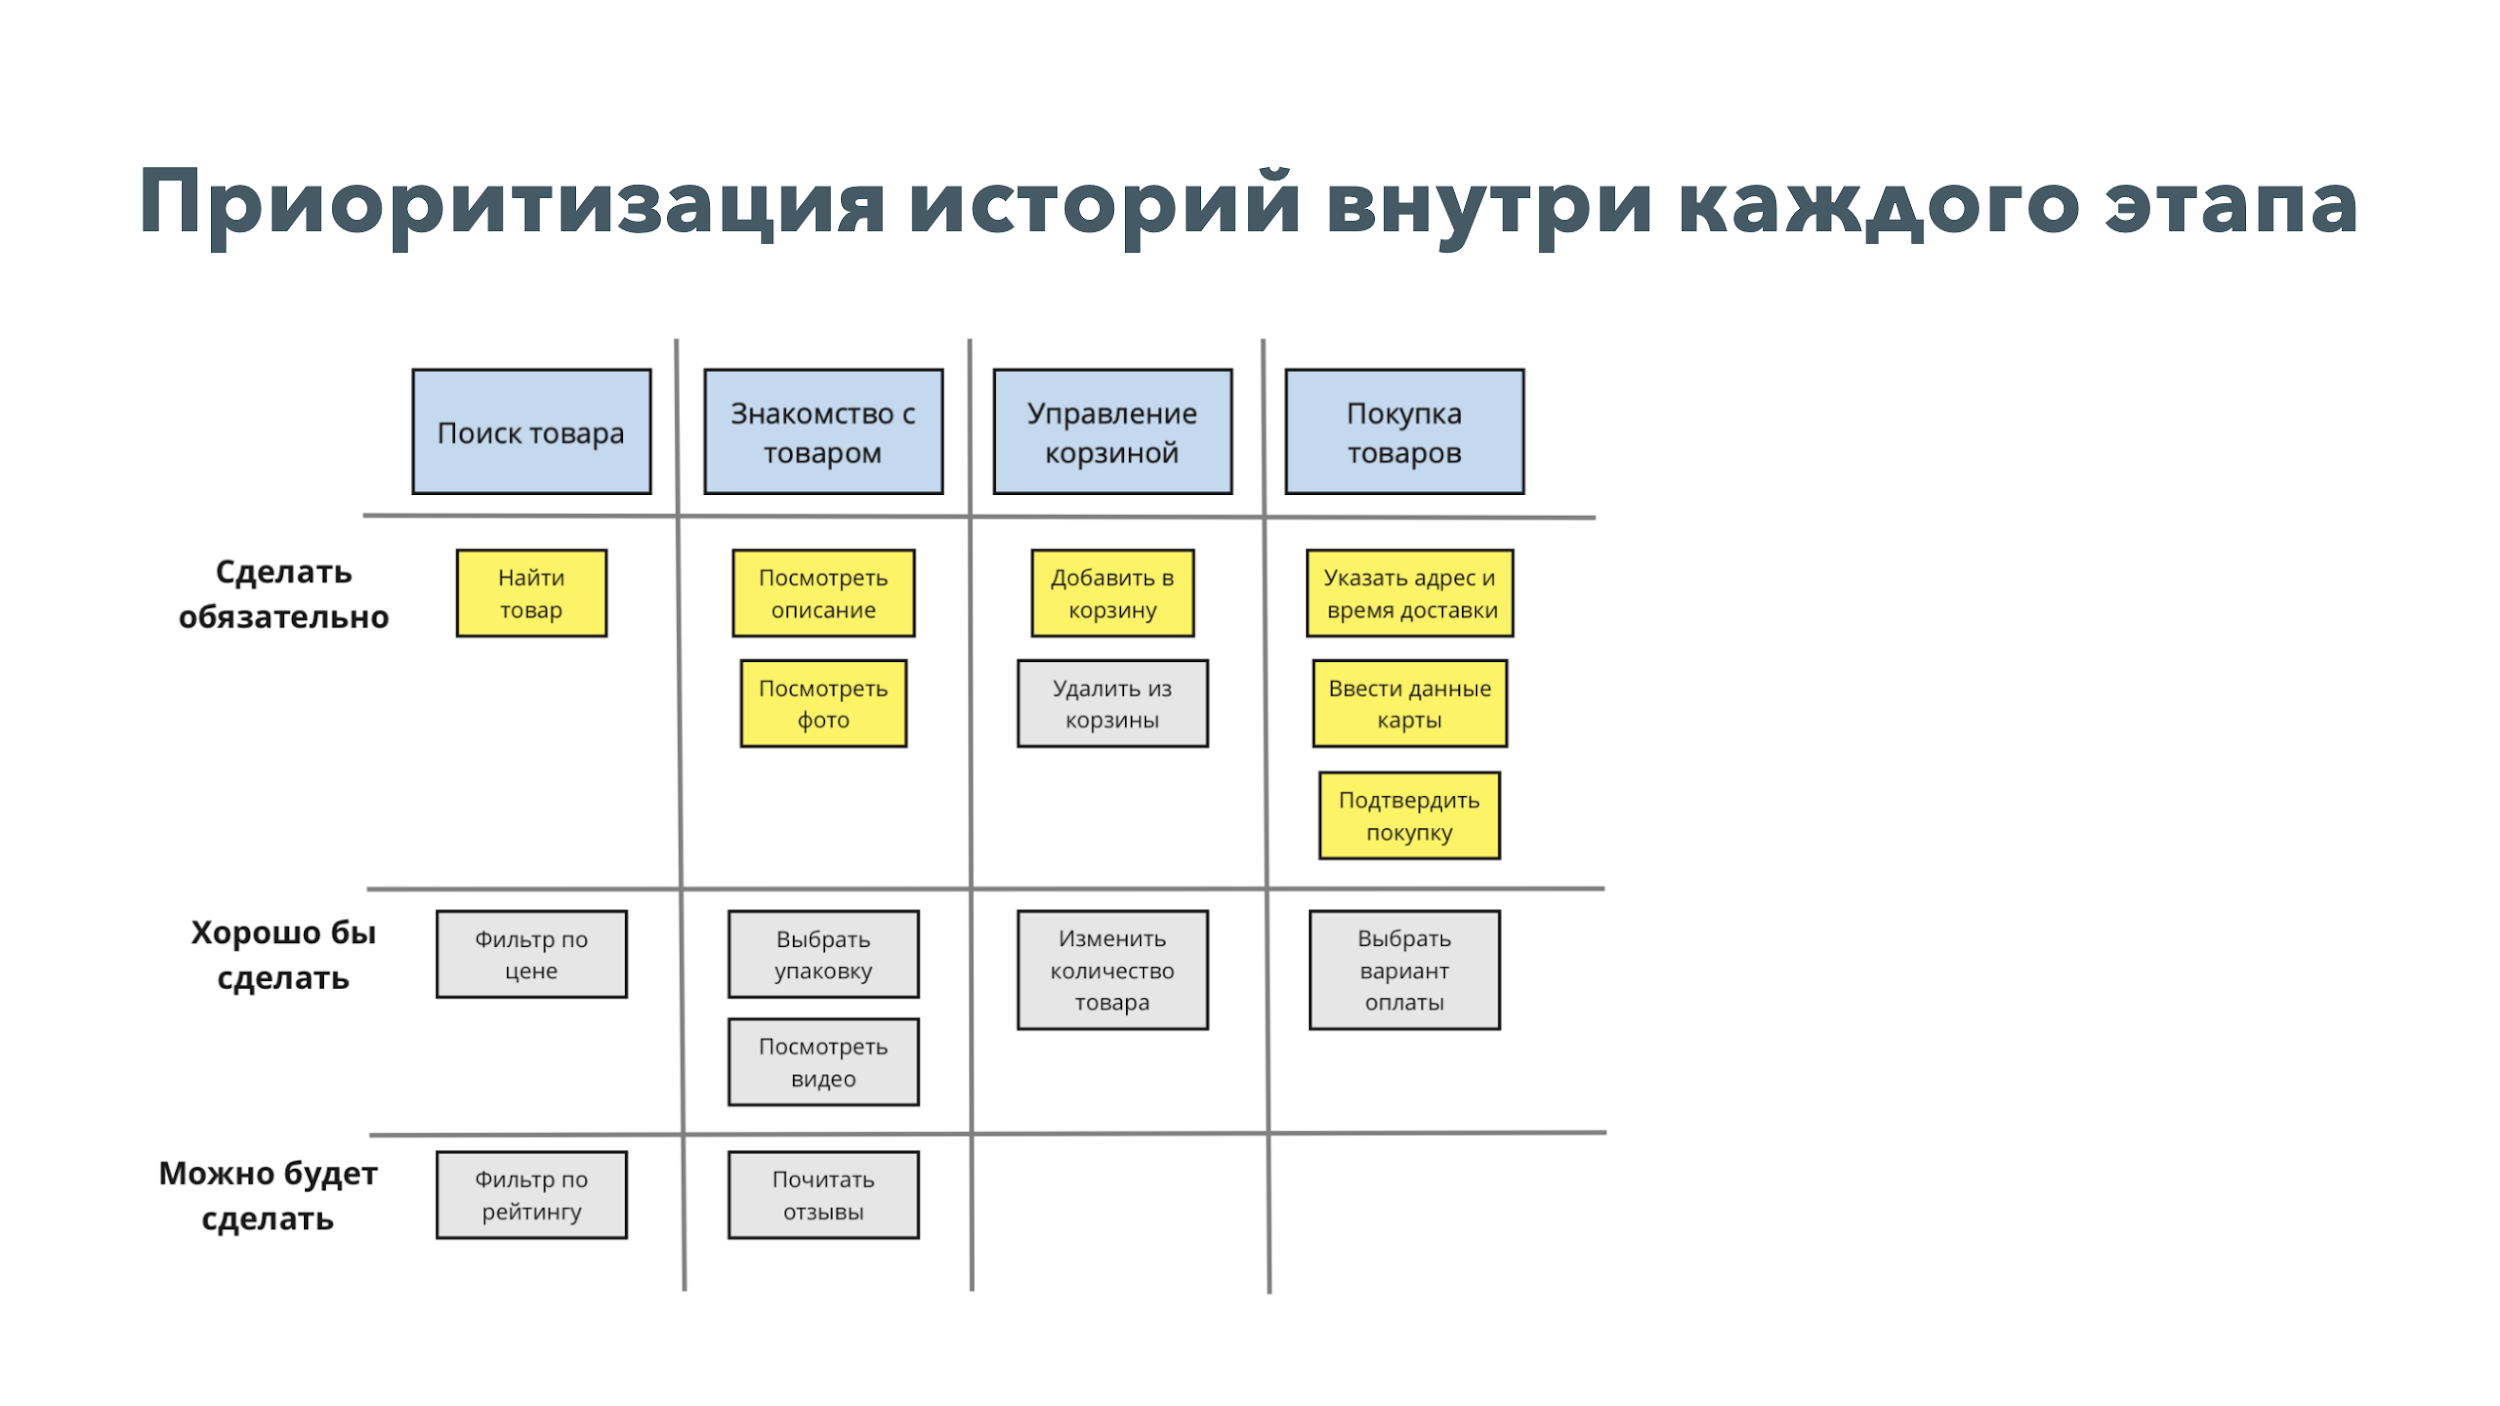 Приоритизация историй внутри каждого этапа
Поиск товара
Знакомство с
товаром
Управление
корзиной
Покупка
товаров
Сделать
обязательно
Найти
товар
Посмотреть
описание
Посмотреть
фото
Добавить в
корзину
Удалить из
корзины
Указать адрес и
время доставки
Ввести данные
карты
Подтвердить
покупку
Хорошо бы
сделать
Фильтр по
цене
Выбрать
упаковку
Посмотреть
видео
Изменить
количество
товара
Выбрать
вариант
оплаты
Можно будет
сделать
Фильтр по
рейтингу
Почитать
отзывы